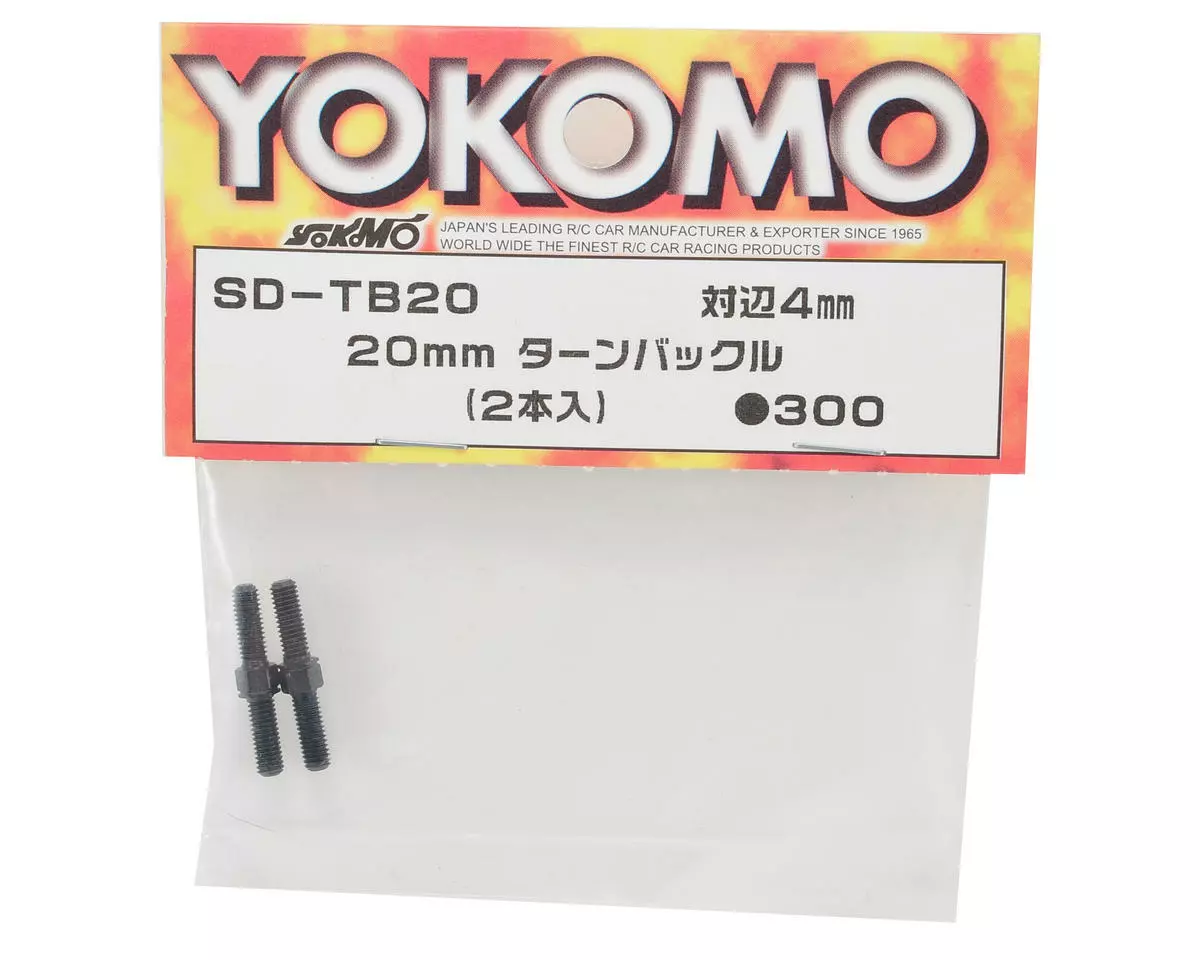 YOKOMO
YOKOMO JAPAN'S LEADING R/C CAR MANUFACTURER & EXPORTER SINCE 1965
WORLD WIDE THE FINEST R/C CAR RACING PRODUCTS
SD-TB20 対辺4mm
20mm ターンバックル
(2本入) ●300